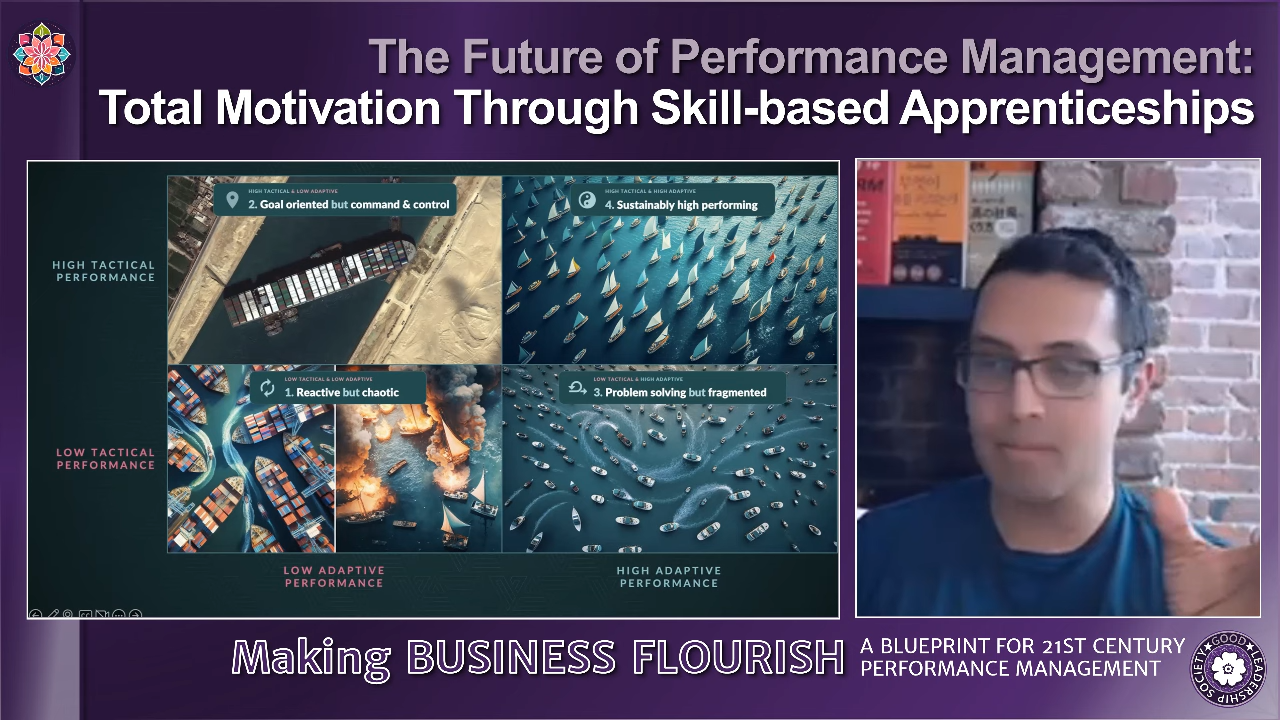 The Future of Performance Management:
Total Motivation Through Skill-based Apprenticeships
HIGH TACTICAL & LOW ADAPTIVE
2. Goal oriented but command & control
HIGH TACTICAL & HIGH ADAPTIVE
4. Sustainably high performing
HIGH TACTICAL
PERFORMANCE
LOW TACTICAL & LOW ADAPTIVE
1. Reactive but chaotic
LOW TACTICAL & HIGH ADAPTIVE
3. Problem solving but fragmented
LOW TACTICAL
PERFORMANCE
LOW ADAPTIVE
PERFORMANCE
HIGH ADAPTIVE
PERFORMANCE
무엇이
Making BUSINESS FLOURISH
A BLUEPRINT FOR 21ST CENTURY
PERFORMANCE MANAGEMENT
GOOD LEADERSHIP SOCIETY